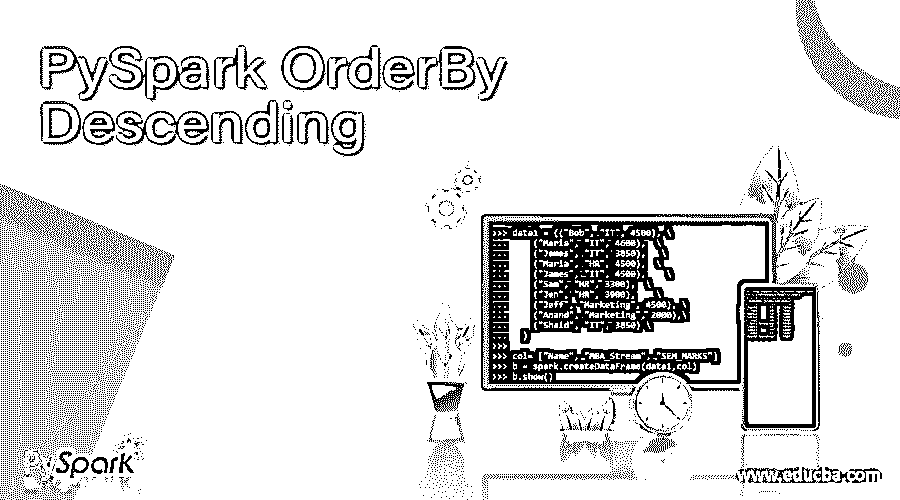 PySpark OrderBy
Descending
>>> data1 = (("Bob", "IT", 4500), \
("Maria", "IT", 4600), \
("James", "IT", 3850), \
("Maria", "HR", 4500), \
("James", "IT", 4500), \
("Sam", "HR", 3300), \
("Jen", "HR", 3900), \
("Jeff", "Marketing", 4500), \
("Anand", "Marketing", 2000), \
("Shaid", "IT", 3850) \
)
>>> col= ["Name", "MBA_Stream", "SEM_MARKS"]
>>> b = spark.createDataFrame(data1,col)
>>> b.show()
PySpark
www.educba.com